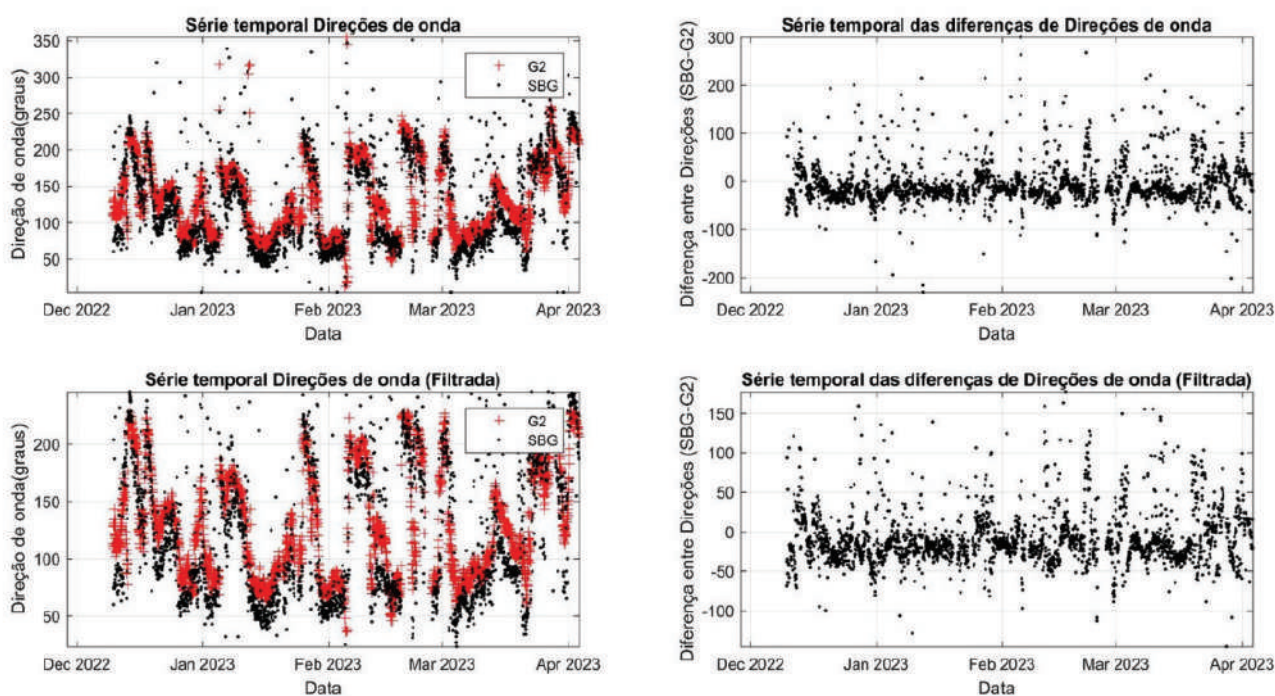 Série temporal Direções de onda
Direção de onda(graus)
350
300
250
200
150
100
50
G2
SBG
Dec 2022
Jan 2023
Feb 2023
Mar 2023
Apr 2023
Data
Série temporal das diferenças de Direções de onda
Diferença entre Direções (SBG-G2)
300
200
100
0
-100
-200
Dec 2022
Jan 2023
Feb 2023
Mar 2023
Apr 2023
Data
Série temporal Direções de onda (Filtrada)
Direção de onda(graus)
200
150
100
50
G2
SBG
Dec 2022
Jan 2023
Feb 2023
Mar 2023
Apr 2023
Data
Série temporal das diferenças de Direções de onda (Filtrada)
Diferença entre Direções (SBG-G2)
150
100
50
0
-50
-100
Dec 2022
Jan 2023
Feb 2023
Mar 2023
Apr 2023
Data